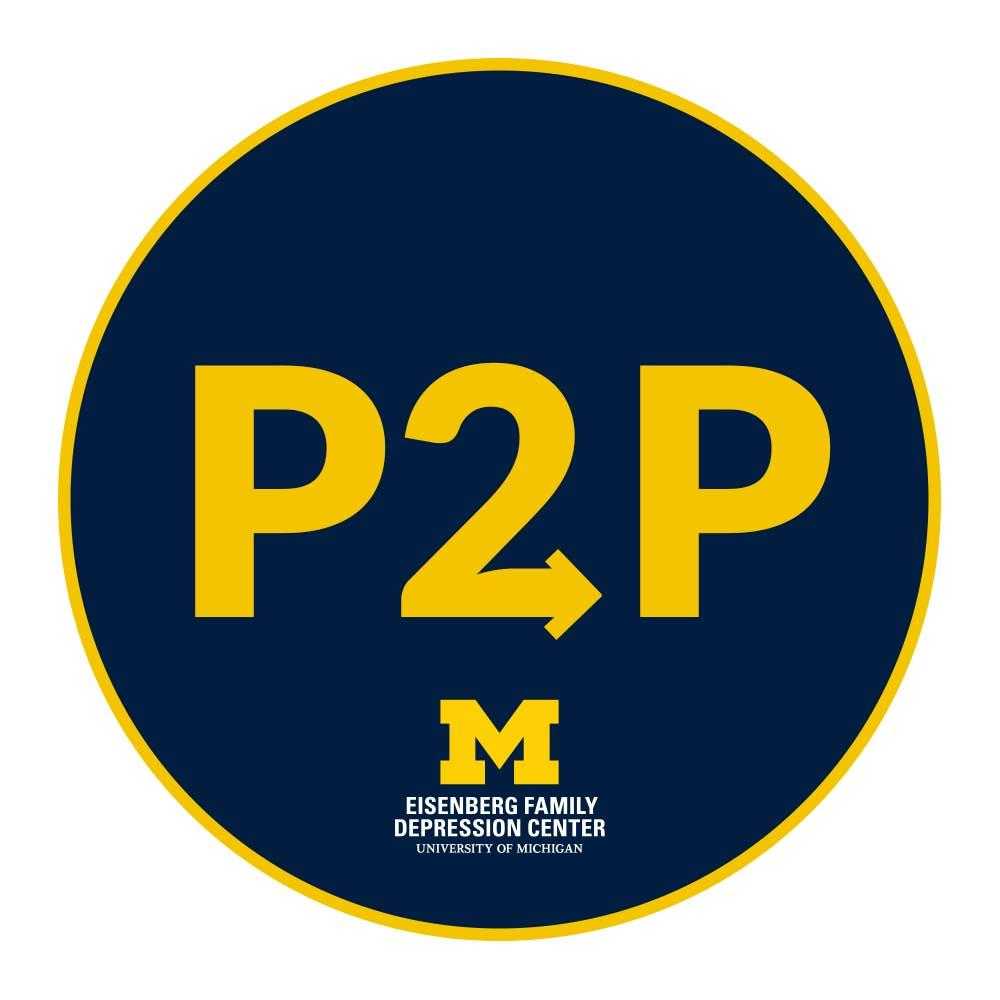 P2P
M
EISENBERG FAMILY
DEPRESSION CENTER
UNIVERSITY OF MICHIGAN